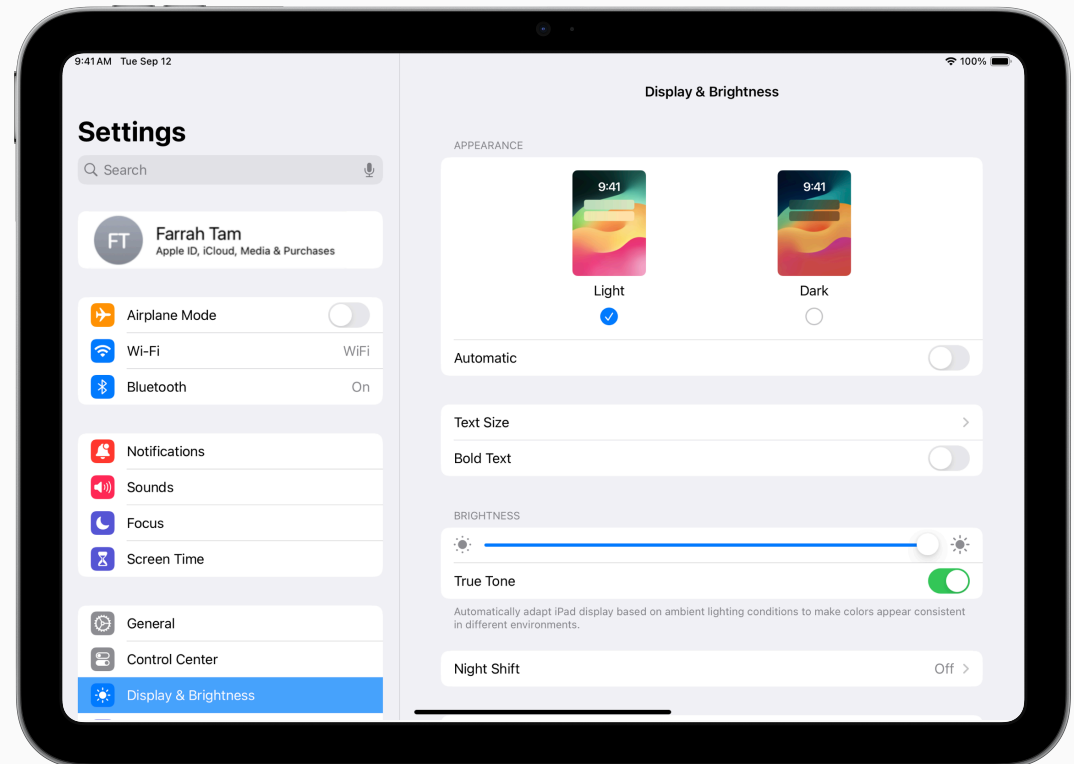 9:41 AM Tue Sep 12
100%
Settings
Search
FT
Farrah Tam
Apple ID, iCloud, Media & Purchases
Airplane Mode
Wi-Fi WiFi
Bluetooth On
Notifications
Sounds
Focus
Screen Time
General
Control Center
Display & Brightness
Display & Brightness
APPEARANCE
9:41 9:41
Light Dark
Automatic
Text Size
Bold Text
BRIGHTNESS
True Tone
Automatically adapt iPad display based on ambient lighting conditions to make colors appear consistent
in different environments.
Night Shift Off